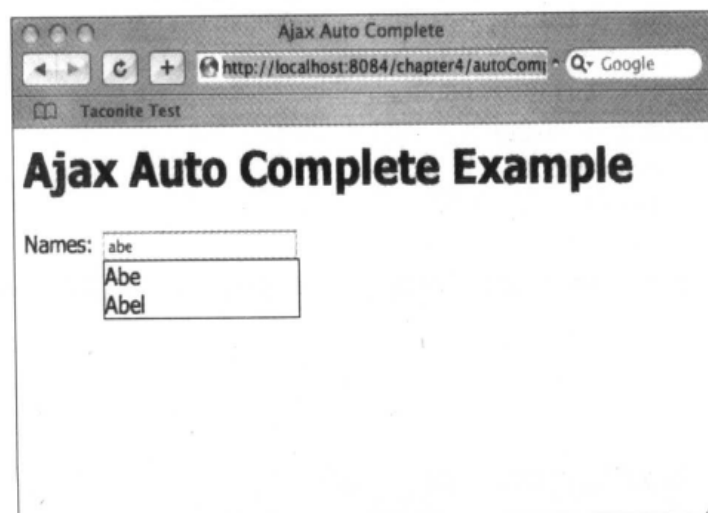 Ajax Auto Complete
http://localhost:8084/chapter4/autoComp
Google
Taconite Test
Ajax Auto Complete Example
Names: abe
Abe
Abel